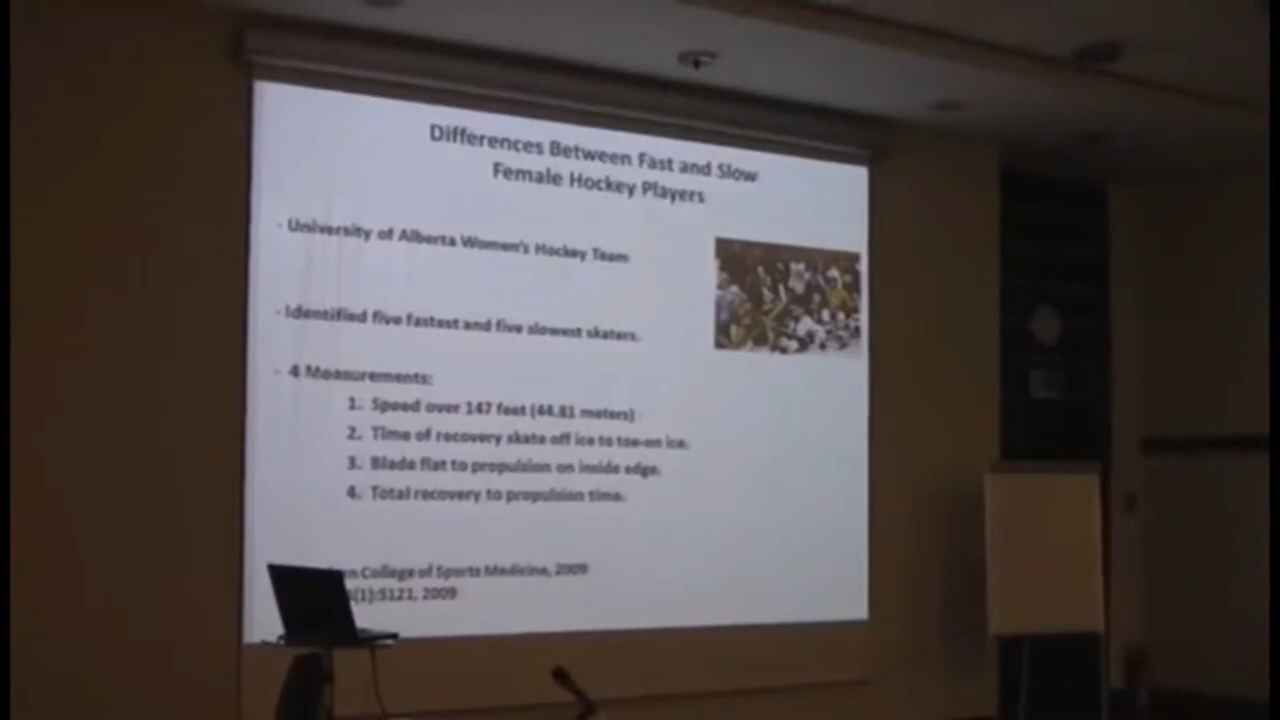 Differences Between Fast and Slow
Female Hockey Players
- University of Alberta Women's Hockey Team
- Identified five fastest and five slowest skaters.
- 4 Measurements:
1. Speed over 147 feet (44.81 meters)
2. Time of recovery skate off ice to toe-on ice.
3. Blade flat to propulsion on inside edge.
4. Total recovery to propulsion time.
College of Sports Medicine, 2009
(1):S121, 2009